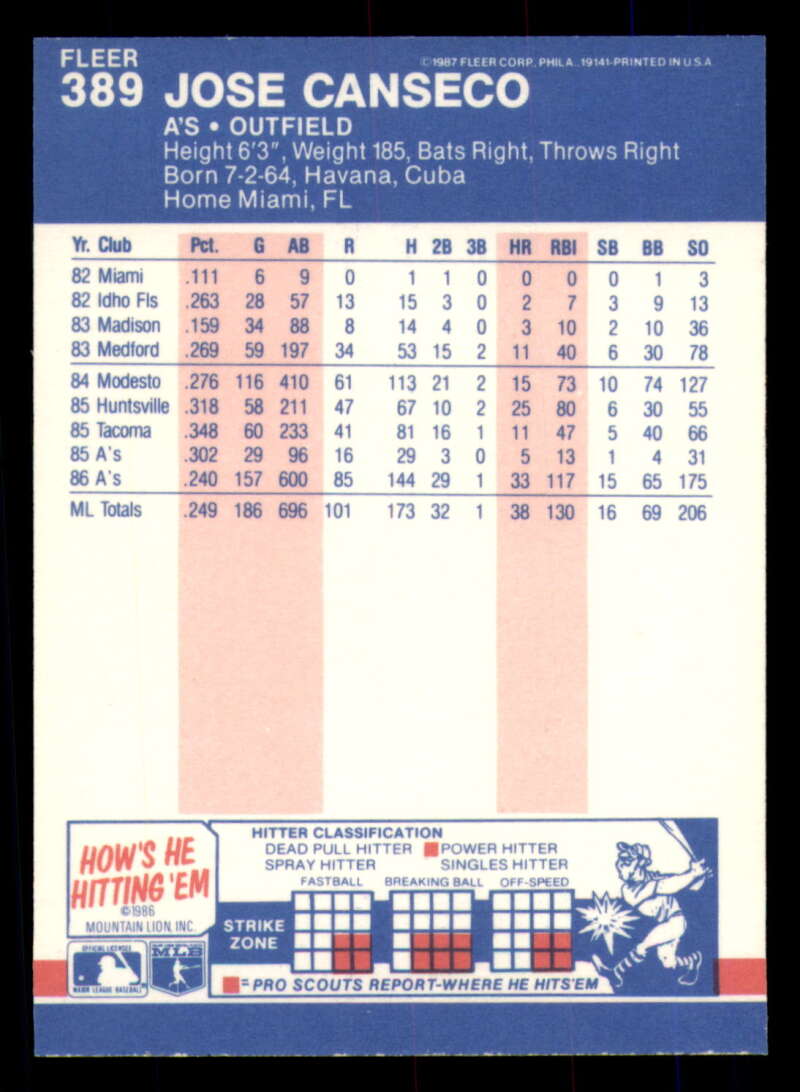 FLEER
©1987 FLEER CORP. PHILA., 19141-PRINTED IN U.S.A
389 JOSE CANSECO
A'S • OUTFIELD
Height 6'3", Weight 185, Bats Right, Throws Right
Born 7-2-64, Havana, Cuba
Home Miami, FL
Yr. Club Pct. G AB R H 2B 3B HR RBI SB BB SO
82 Miami .111 6 9 0 1 1 0 0 0 0 1 3
82 Idho Fls .263 28 57 13 15 3 0 2 7 3 9 13
83 Madison .159 34 88 8 14 4 0 3 10 2 10 36
83 Medford .269 59 197 34 53 15 2 11 40 6 30 78
84 Modesto .276 116 410 61 113 21 2 15 73 10 74 127
85 Huntsville .318 58 211 47 67 10 2 25 80 6 30 55
85 Tacoma .348 60 233 41 81 16 1 11 47 5 40 66
85 A's .302 29 96 16 29 3 0 5 13 1 4 31
86 A's .240 157 600 85 144 29 1 33 117 15 65 175
ML Totals .249 186 696 101 173 32 1 38 130 16 69 206
HOW'S HE
HITTING 'EM
©1986
MOUNTAIN LION, INC.
OFFICIAL LICENSEE
MAJOR LEAGUE BASEBALL
MLB
HITTER CLASSIFICATION
DEAD PULL HITTER POWER HITTER
SPRAY HITTER SINGLES HITTER
FASTBALL BREAKING BALL OFF-SPEED
STRIKE
ZONE
= PRO SCOUTS REPORT-WHERE HE HITS 'EM